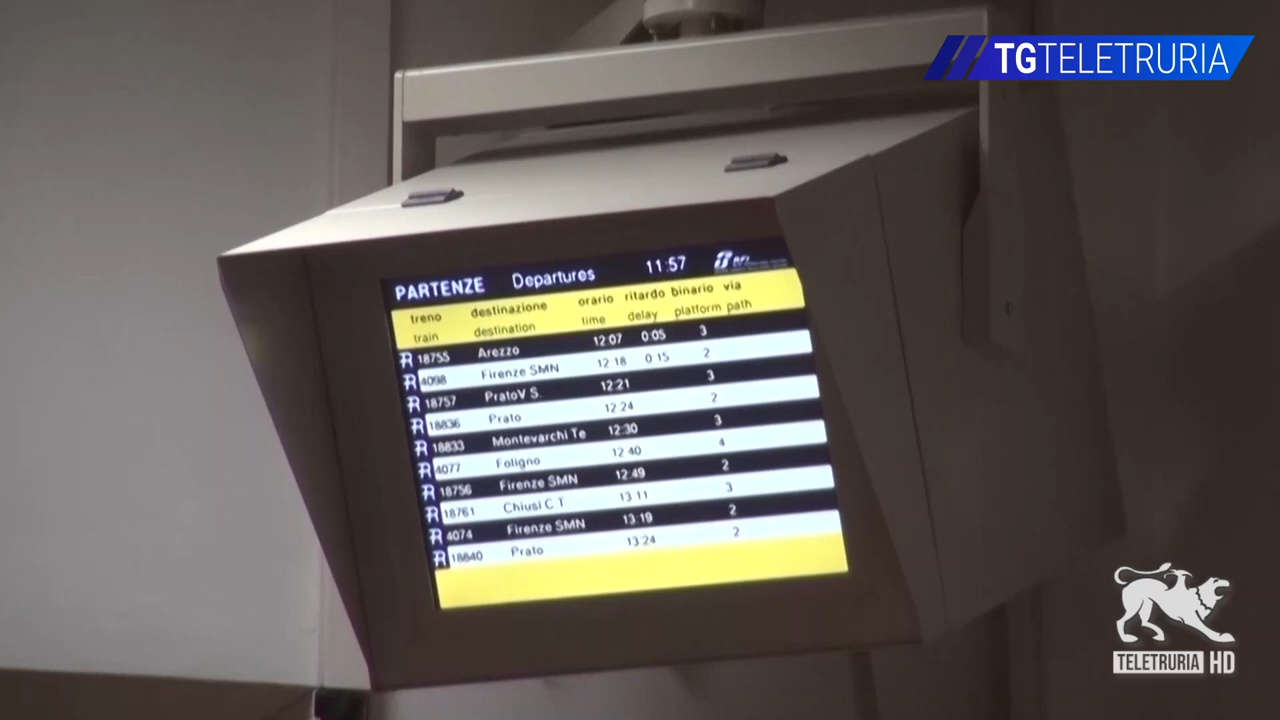 TGTELETRURIA
PARTENZE Departures 11:57 RFI
treno destinazione orario ritardo binario via
train destination time delay platform path
R 18755 Arezzo 12:07 0:05 3
R 4098 Firenze SMN 12:18 0:15 2
R 18757 PratoV S. 12:21 3
R 18836 Prato 12:24 2
R 18833 Montevarchi Te 12:30 3
R 4077 Foligno 12:40 4
R 18756 Firenze SMN 12:49 2
R 18761 Chiusi C.T 13:11 3
R 4074 Firenze SMN 13:19 2
R 18840 Prato 13:24 2
TELETRURIA HD